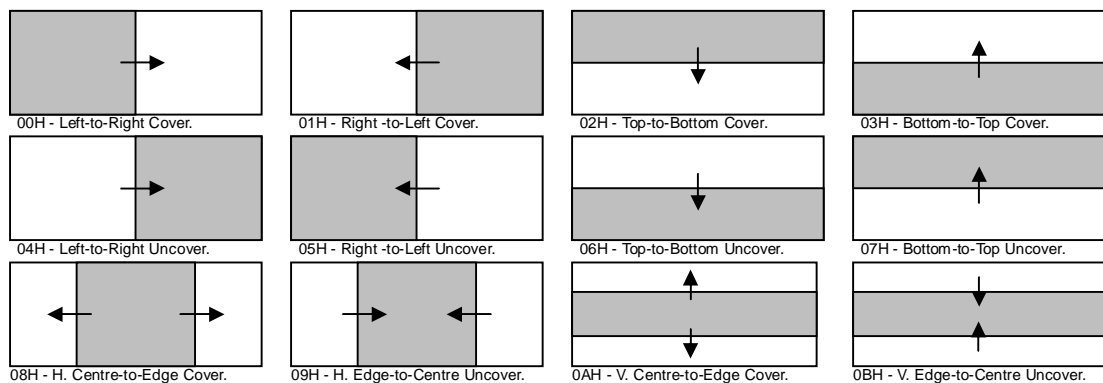 00H - Left-to-Right Cover.
01H - Right -to-Left Cover.
02H - Top-to-Bottom Cover.
03H - Bottom-to-Top Cover.
04H - Left-to-Right Uncover.
05H - Right -to-Left Uncover.
06H - Top-to-Bottom Uncover.
07H - Bottom-to-Top Uncover.
08H - H. Centre-to-Edge Cover.
09H - H. Edge-to-Centre Uncover.
0AH - V. Centre-to-Edge Cover.
0BH - V. Edge-to-Centre Uncover.